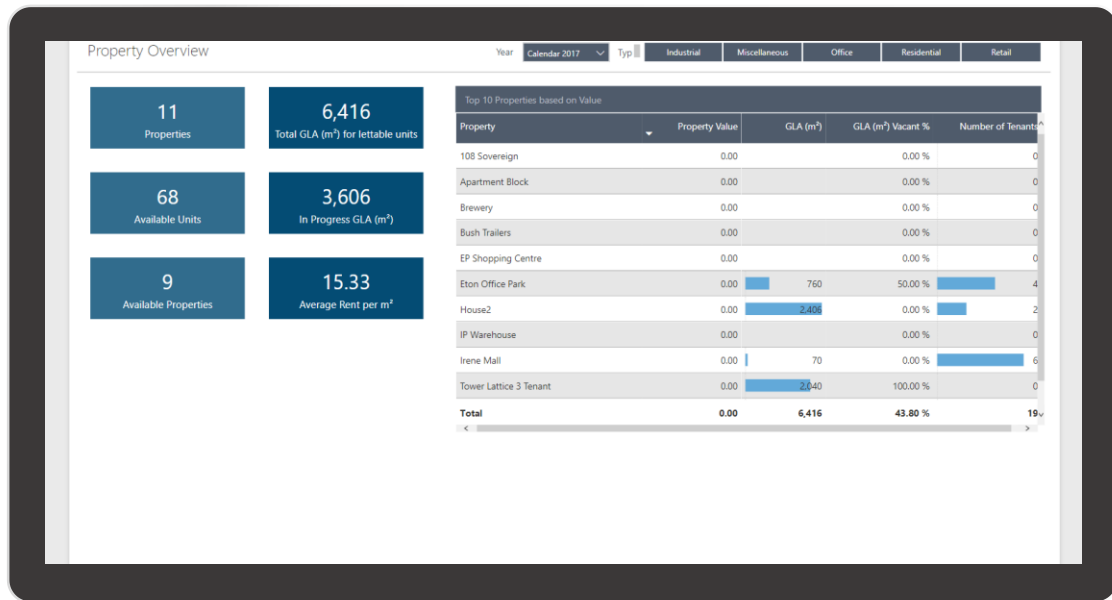 Property Overview
Year Calendar 2017 Typ Industrial Miscellaneous Office Residential Retail
11
Properties
6,416
Total GLA (m²) for lettable units
68
Available Units
3,606
In Progress GLA (m²)
9
Available Properties
15.33
Average Rent per m²
Top 10 Properties based on Value
Property Property Value GLA (m²) GLA (m²) Vacant % Number of Tenants
108 Sovereign 0.00 0.00 % 0
Apartment Block 0.00 0.00 % 0
Brewery 0.00 0.00 % 0
Bush Trailers 0.00 0.00 % 0
EP Shopping Centre 0.00 0.00 % 0
Eton Office Park 0.00 760 50.00 % 4
House2 0.00 2,406 0.00 % 2
IP Warehouse 0.00 0.00 % 0
Irene Mall 0.00 70 0.00 % 6
Tower Lattice 3 Tenant 0.00 2,040 100.00 % 0
Total 0.00 6,416 43.80 % 19